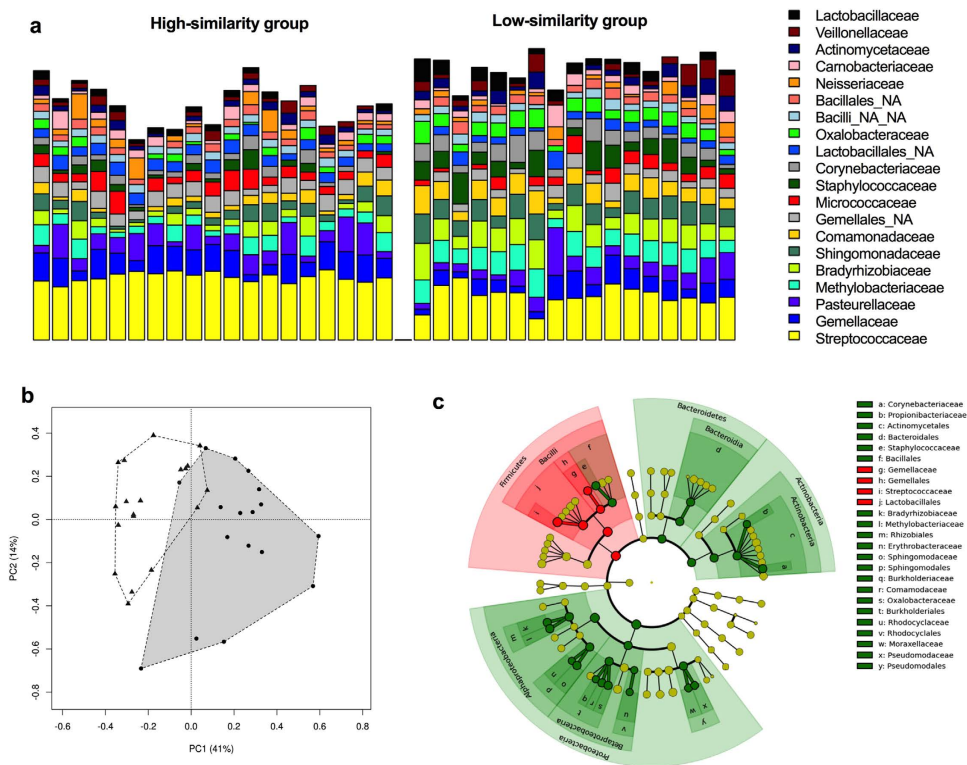 a
High-similarity group
Low-similarity group
Lactobacillaceae
Veillonellaceae
Actinomycetaceae
Carnobacteriaceae
Neisseriaceae
Bacillales_NA
Bacilli_NA_NA
Oxalobacteraceae
Lactobacillales_NA
Corynebacteriaceae
Staphylococcaceae
Micrococcaceae
Gemellales_NA
Comamonadaceae
Shingomonadaceae
Bradyrhizobiaceae
Methylobacteriaceae
Pasteurellaceae
Gemellaceae
Streptococcaceae
b
PC2 (14%)
0.4
0.2
0.0
-0.2
-0.4
-0.6
-0.8
-0.6 -0.4 -0.2 0.0 0.2 0.4 0.6 0.8
PC1 (41%)
c
Firmicutes
Bacilli
j
i
h
g
e
f
Bacteroidetes
Bacteroidia
d
Actinobacteria
Actinobacteria
b
c
a
Proteobacteria
Alphaproteobacteria
m
k
l
p
o
n
Betaproteobacteria
t
s r q
v
u
y
w
x
a: Corynebacteriaceae
b: Propionibacteriaceae
c: Actinomycetales
d: Bacteroidales
e: Staphylococcaceae
f: Bacillales
g: Gemellaceae
h: Gemellales
i: Streptococcaceae
j: Lactobacillales
k: Bradyrhizobiaceae
l: Methylobacteriaceae
m: Rhizobiales
n: Erythrobacteraceae
o: Sphingomodaceae
p: Sphingomodales
q: Burkholderiaceae
r: Comamodaceae
s: Oxalobacteraceae
t: Burkholderiales
u: Rhodocyclaceae
v: Rhodocyclales
w: Moraxellaceae
x: Pseudomodaceae
y: Pseudomodales